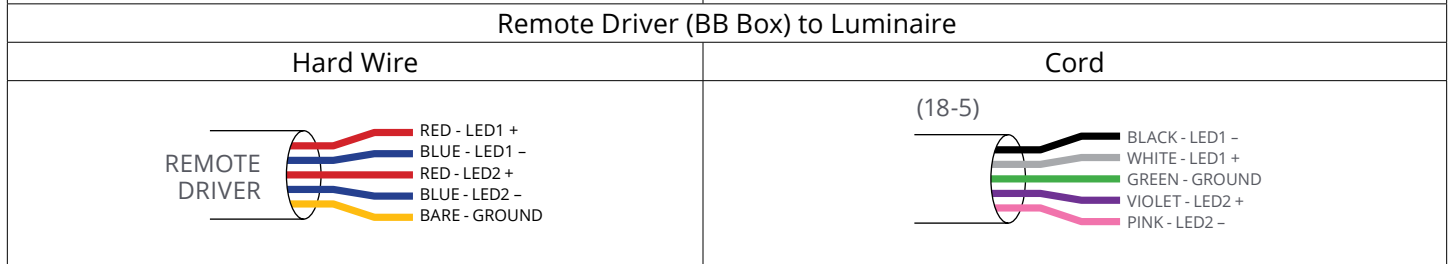 Remote Driver (BB Box) to Luminaire
Hard Wire
Cord
REMOTE
DRIVER
RED - LED1 +
BLUE - LED1 –
RED - LED2 +
BLUE - LED2 –
BARE - GROUND
(18-5)
BLACK - LED1 –
WHITE - LED1 +
GREEN - GROUND
VIOLET - LED2 +
PINK - LED2 –